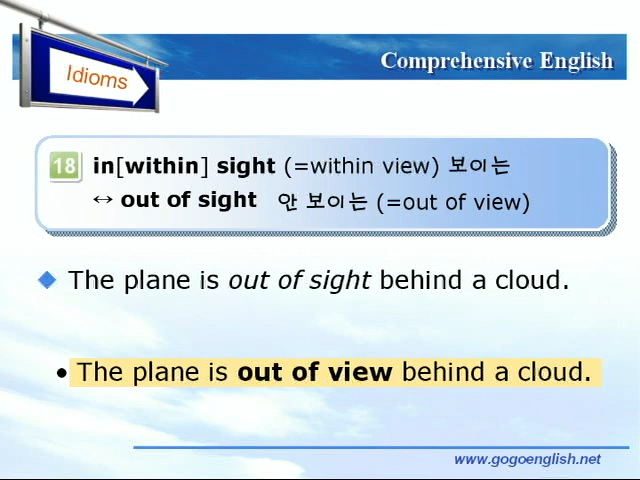 Idioms
Comprehensive English
18 in[within] sight (=within view) 보이는
↔ out of sight 안 보이는 (=out of view)
The plane is out of sight behind a cloud.
• The plane is out of view behind a cloud.
www.gogoenglish.net